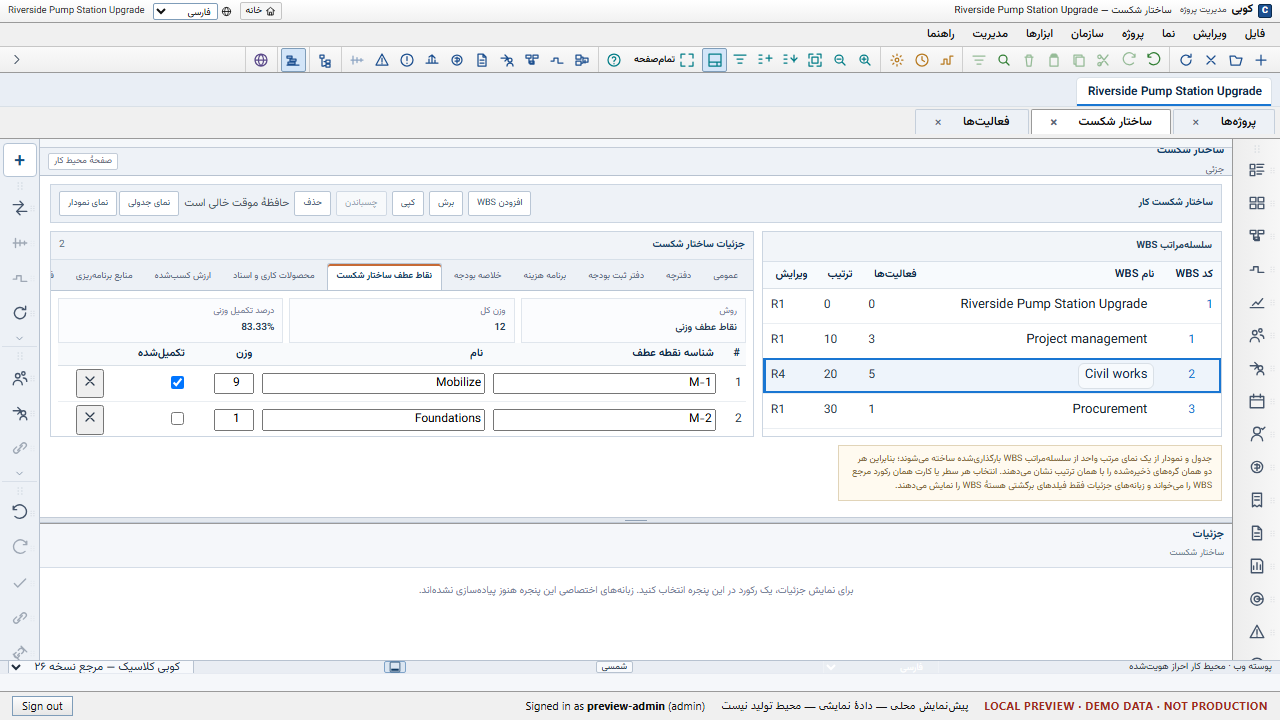 کوبی مدیریت پروژه ساختار شکست — Riverside Pump Station Upgrade
خانه
فارسی
Riverside Pump Station Upgrade
فایل ویرایش نما پروژه سازمان ابزارها مدیریت راهنما
تمام‌صفحه
Riverside Pump Station Upgrade
پروژه‌ها ×
ساختار شکست ×
فعالیت‌ها ×
ساختار شکست
جزئی
صفحهٔ محیط کار
ساختار شکست کار
افزودن WBS
برش
کپی
چسباندن
حذف
حافظهٔ موقت خالی است
نمای جدولی
نمای نمودار
سلسله‌مراتب WBS
کد WBS نام WBS فعالیت‌ها ترتیب ویرایش
1 Riverside Pump Station Upgrade 0 0 R1
1 Project management 3 10 R1
2 Civil works 5 20 R4
3 Procurement 1 30 R1
جزئیات ساختار شکست 2
عمومی دفترچه دفتر ثبت بودجه برنامه هزینه خلاصه بودجه نقاط عطف ساختار شکست محصولات کاری و اسناد ارزش کسب‌شده منابع برنامه‌ریزی
روش
نقاط عطف وزنی
وزن کل
12
درصد تکمیل وزنی
83.33%
# شناسه نقطه عطف نام وزن تکمیل‌شده
1 M-1 Mobilize 9
2 M-2 Foundations 1
جدول و نمودار از یک نمای مرتب واحد از سلسله‌مراتب WBS بارگذاری‌شده ساخته می‌شوند؛ بنابراین هر
دو همان گره‌های ذخیره‌شده را با همان ترتیب نشان می‌دهند. انتخاب هر سطر یا کارت همان رکورد مرجع
WBS را می‌خواند و زبانه‌های جزئیات فقط فیلدهای برگشتی هستهٔ WBS را نمایش می‌دهند.
جزئیات
ساختار شکست
برای نمایش جزئیات، یک رکورد در این پنجره انتخاب کنید. زبانه‌های اختصاصی این پنجره هنوز پیاده‌سازی نشده‌اند.
پوسته وب · محیط کار احراز هویت‌شده
فارسی
شمسی
کوبی کلاسیک — مرجع نسخه ۲۶
LOCAL PREVIEW · DEMO DATA · NOT PRODUCTION
پیش‌نمایش محلی — دادهٔ نمایشی — محیط تولید نیست
Signed in as preview-admin (admin)
Sign out